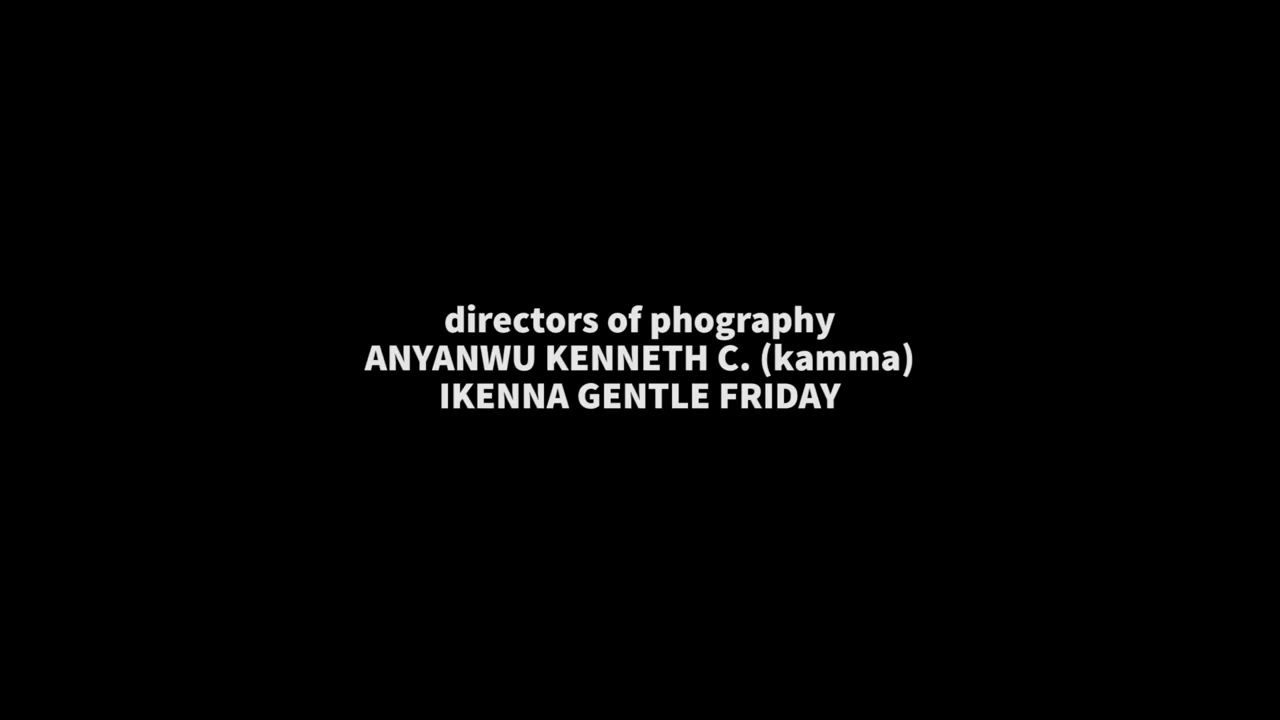 directors of phography
ANYANWU KENNETH C. (kamma)
IKENNA GENTLE FRIDAY